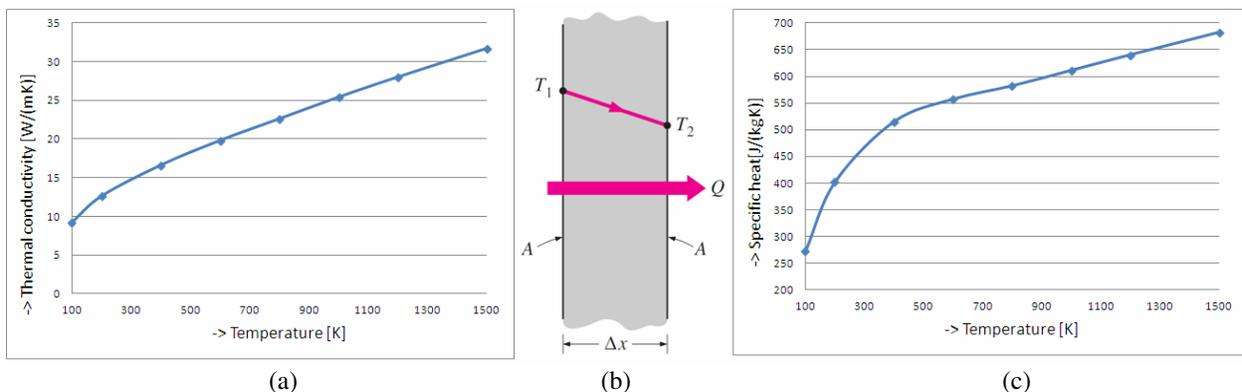 -> Thermal conductivity [W/(mK)]
35
30
25
20
15
10
5
0
100 300 500 700 900 1100 1300 1500
-> Temperature [K]
(a)
T1
T2
Q
A
A
Δx
(b)
-> Specific heat[J/(kgK)]
700
650
600
550
500
450
400
350
300
250
200
100 300 500 700 900 1100 1300 1500
-> Temperature [K]
(c)